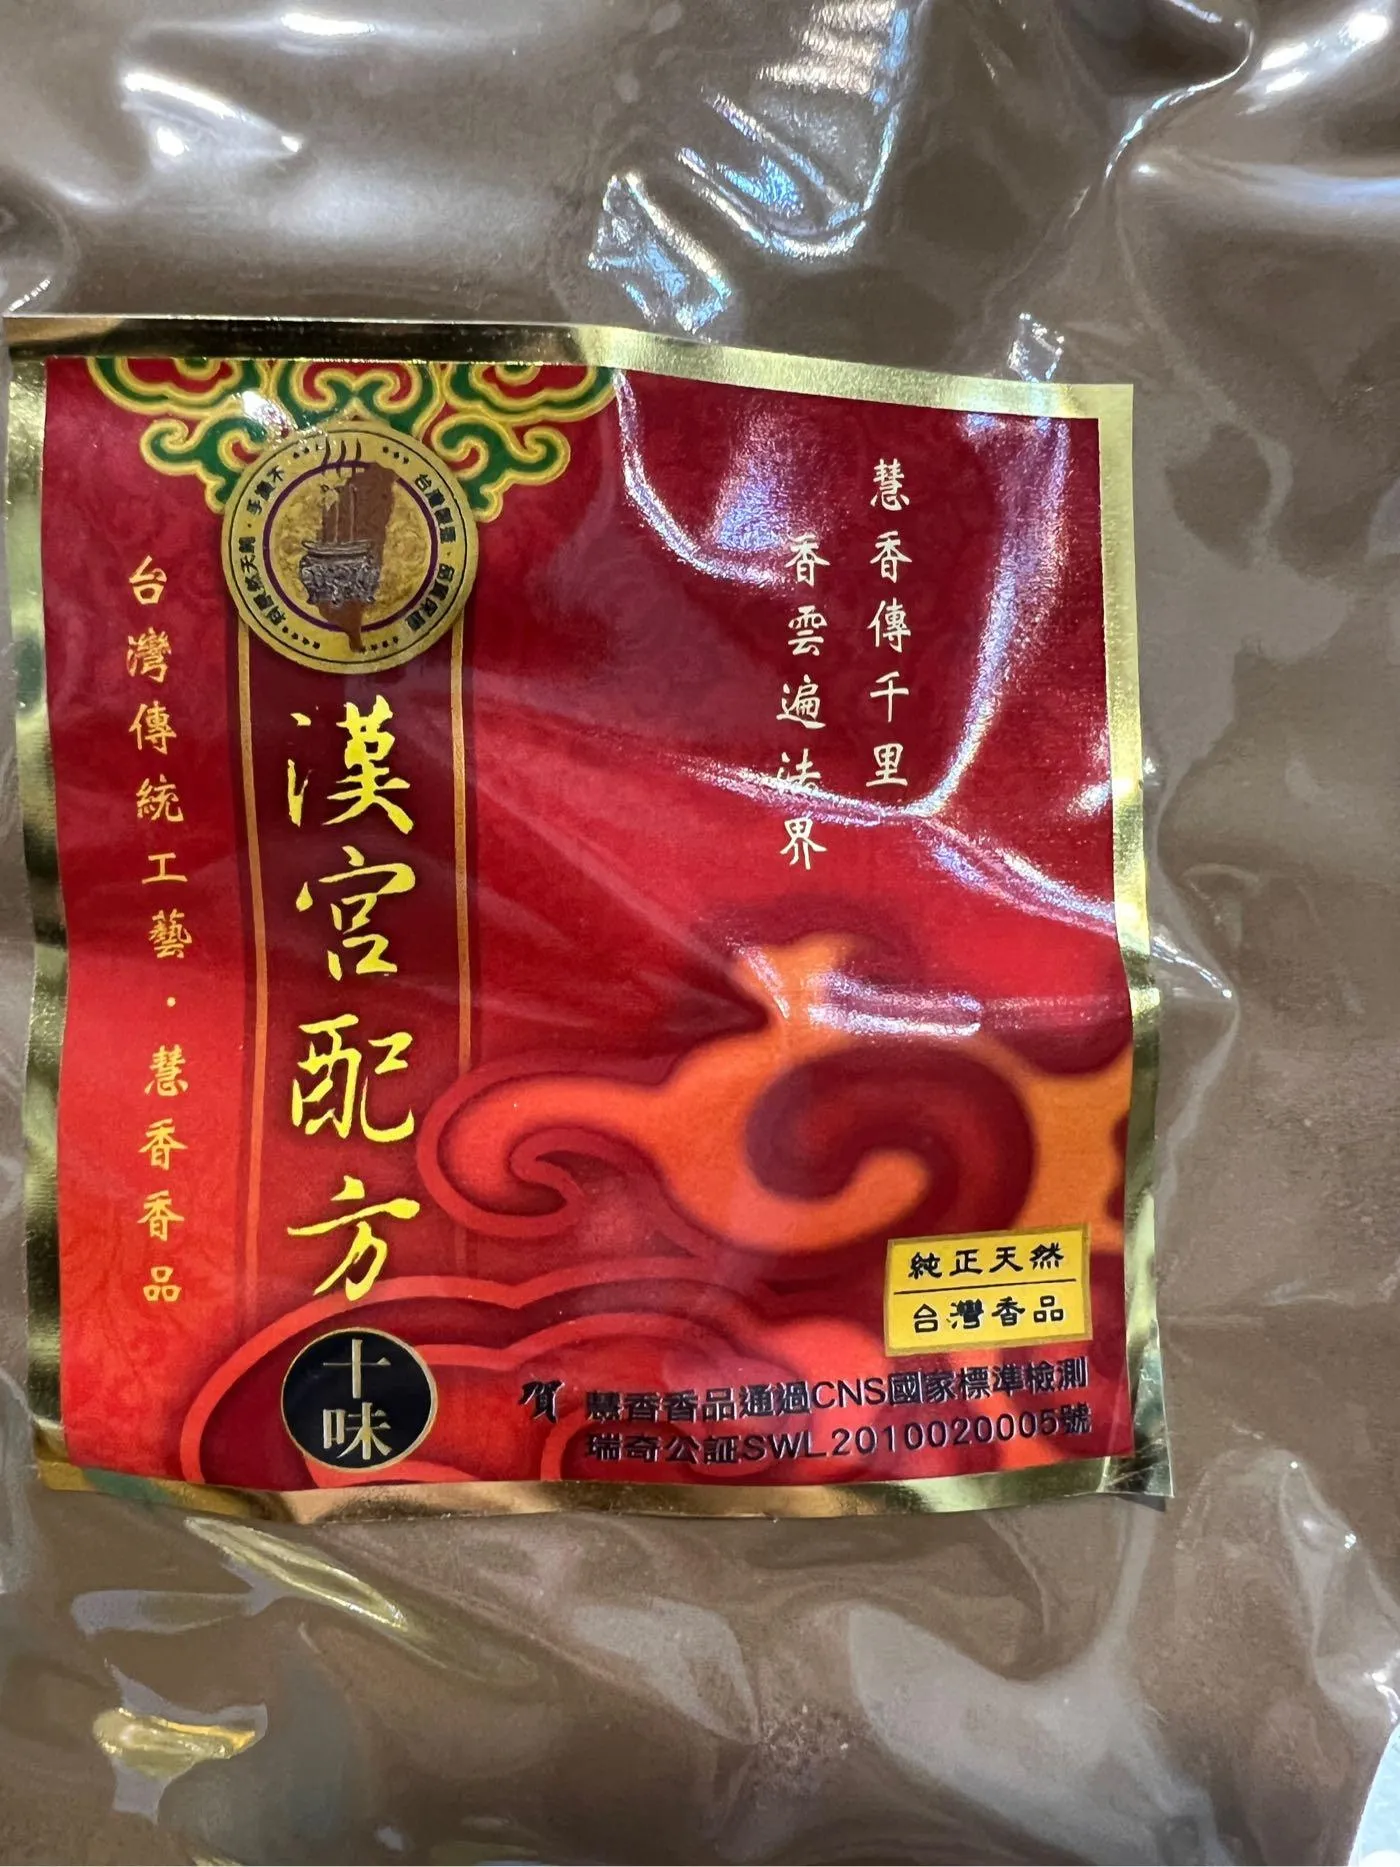 慧香傳千里
香雲遍法界
漢宮配方
十味
台灣傳統工藝・慧香香品
純正天然
台灣香品
賀 慧香香品通過CNS國家標準檢測
瑞奇公証SWL2010020005號